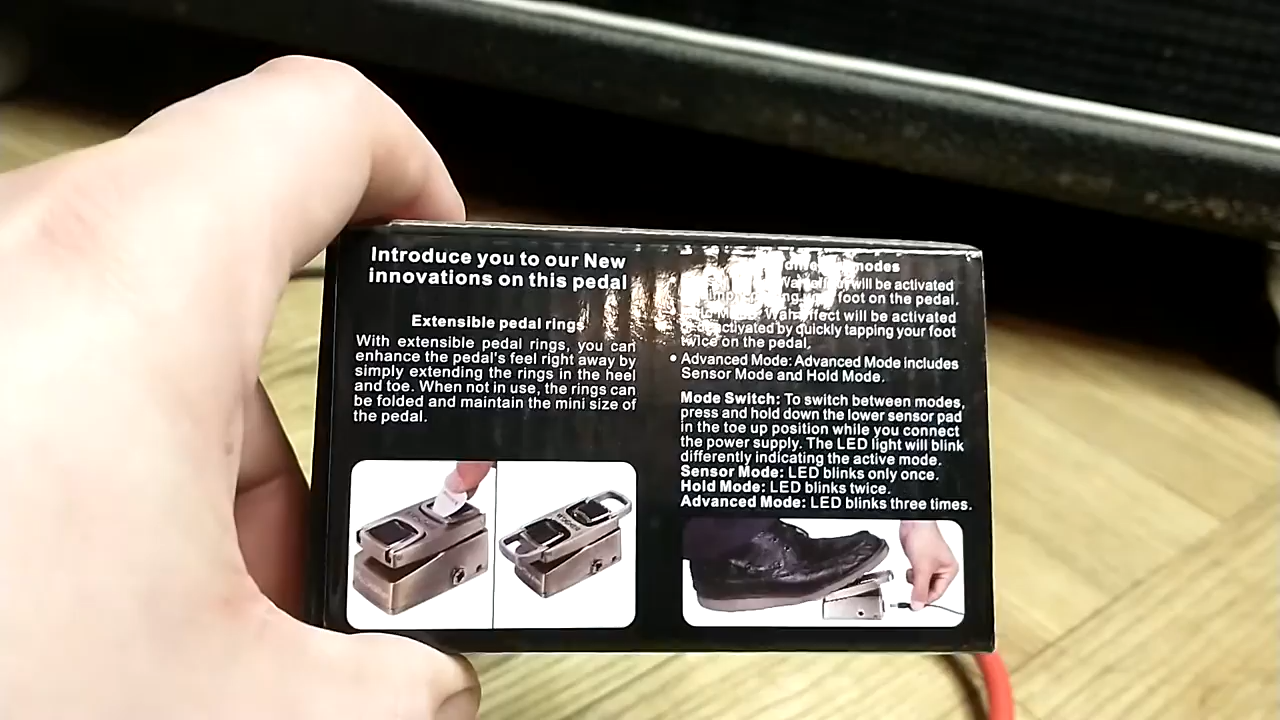 Introduce you to our New
innovations on this pedal
Extensible pedal rings
With extensible pedal rings, you can
enhance the pedal's feel right away by
simply extending the rings in the heel
and toe. When not in use, the rings can
be folded and maintain the mini size of
the pedal.
modes
will be activated
foot on the pedal.
Wah effect will be activated
deactivated by quickly tapping your foot
twice on the pedal.
• Advanced Mode: Advanced Mode includes
Sensor Mode and Hold Mode.
Mode Switch: To switch between modes,
press and hold down the lower sensor pad
in the toe up position while you connect
the power supply. The LED light will blink
differently indicating the active mode.
Sensor Mode: LED blinks only once.
Hold Mode: LED blinks twice.
Advanced Mode: LED blinks three times.